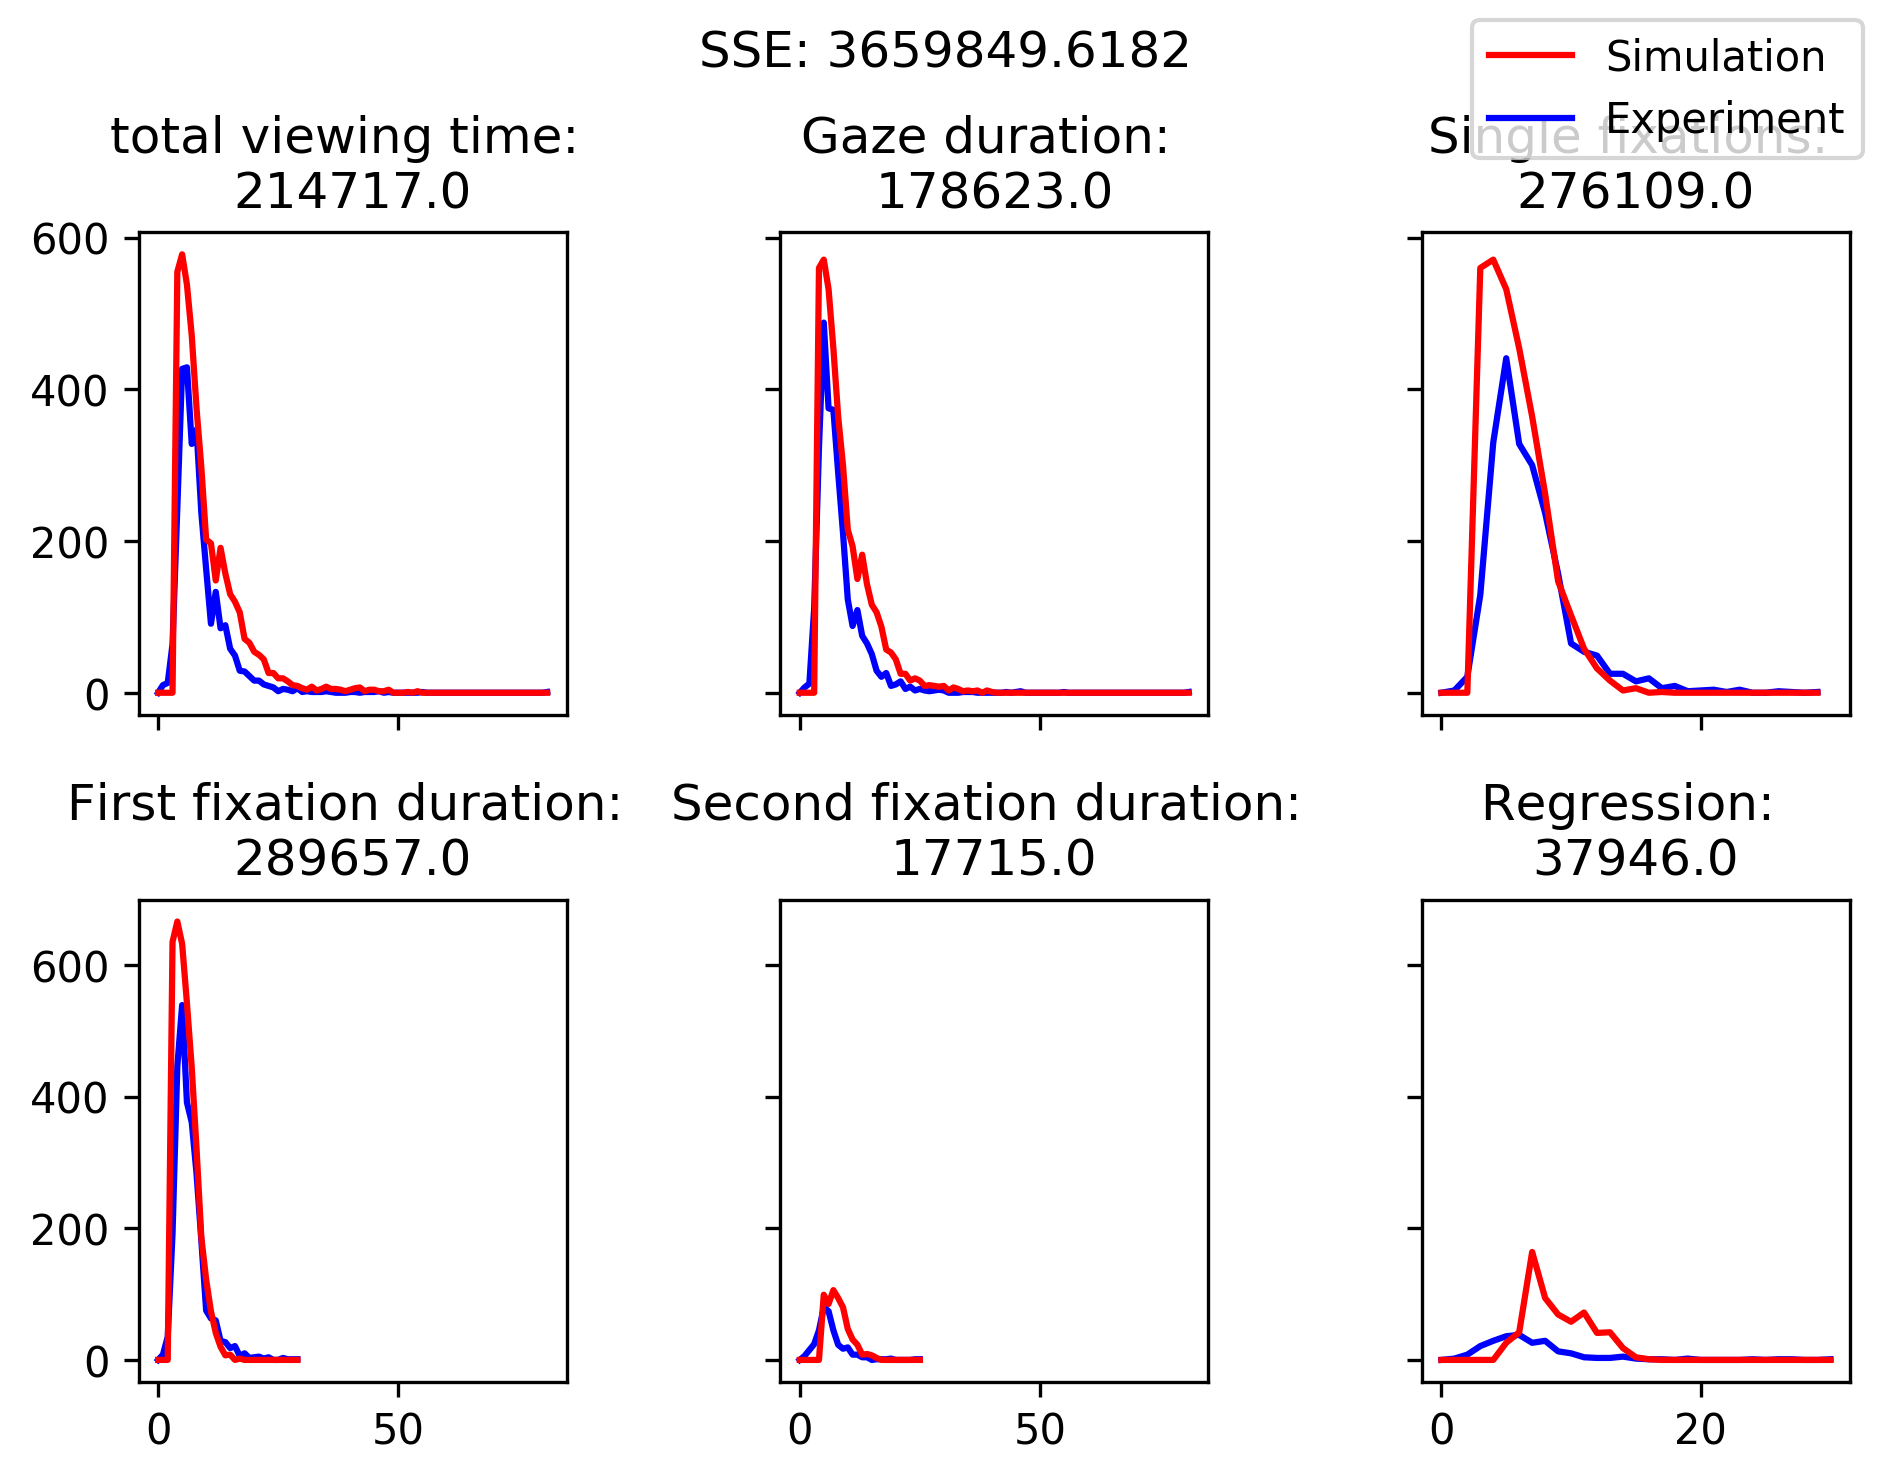 SSE: 3659849.6182
Simulation
Experiment
total viewing time:
214717.0
Gaze duration:
178623.0
Single fixations:
276109.0
600
400
200
0
First fixation duration:
289657.0
Second fixation duration:
17715.0
Regression:
37946.0
600
400
200
0
0 50
0 50
0 20